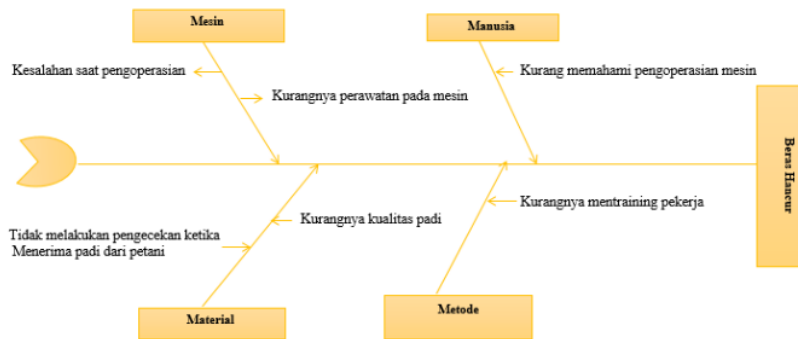 Mesin
Manusia
Kesalahan saat pengoperasian
Kurangnya perawatan pada mesin
Kurang memahami pengoperasian mesin
Beras Hancur
Kurangnya kualitas padi
Kurangnya mentraining pekerja
Tidak melakukan pengecekan ketika
Menerima padi dari petani
Material
Metode